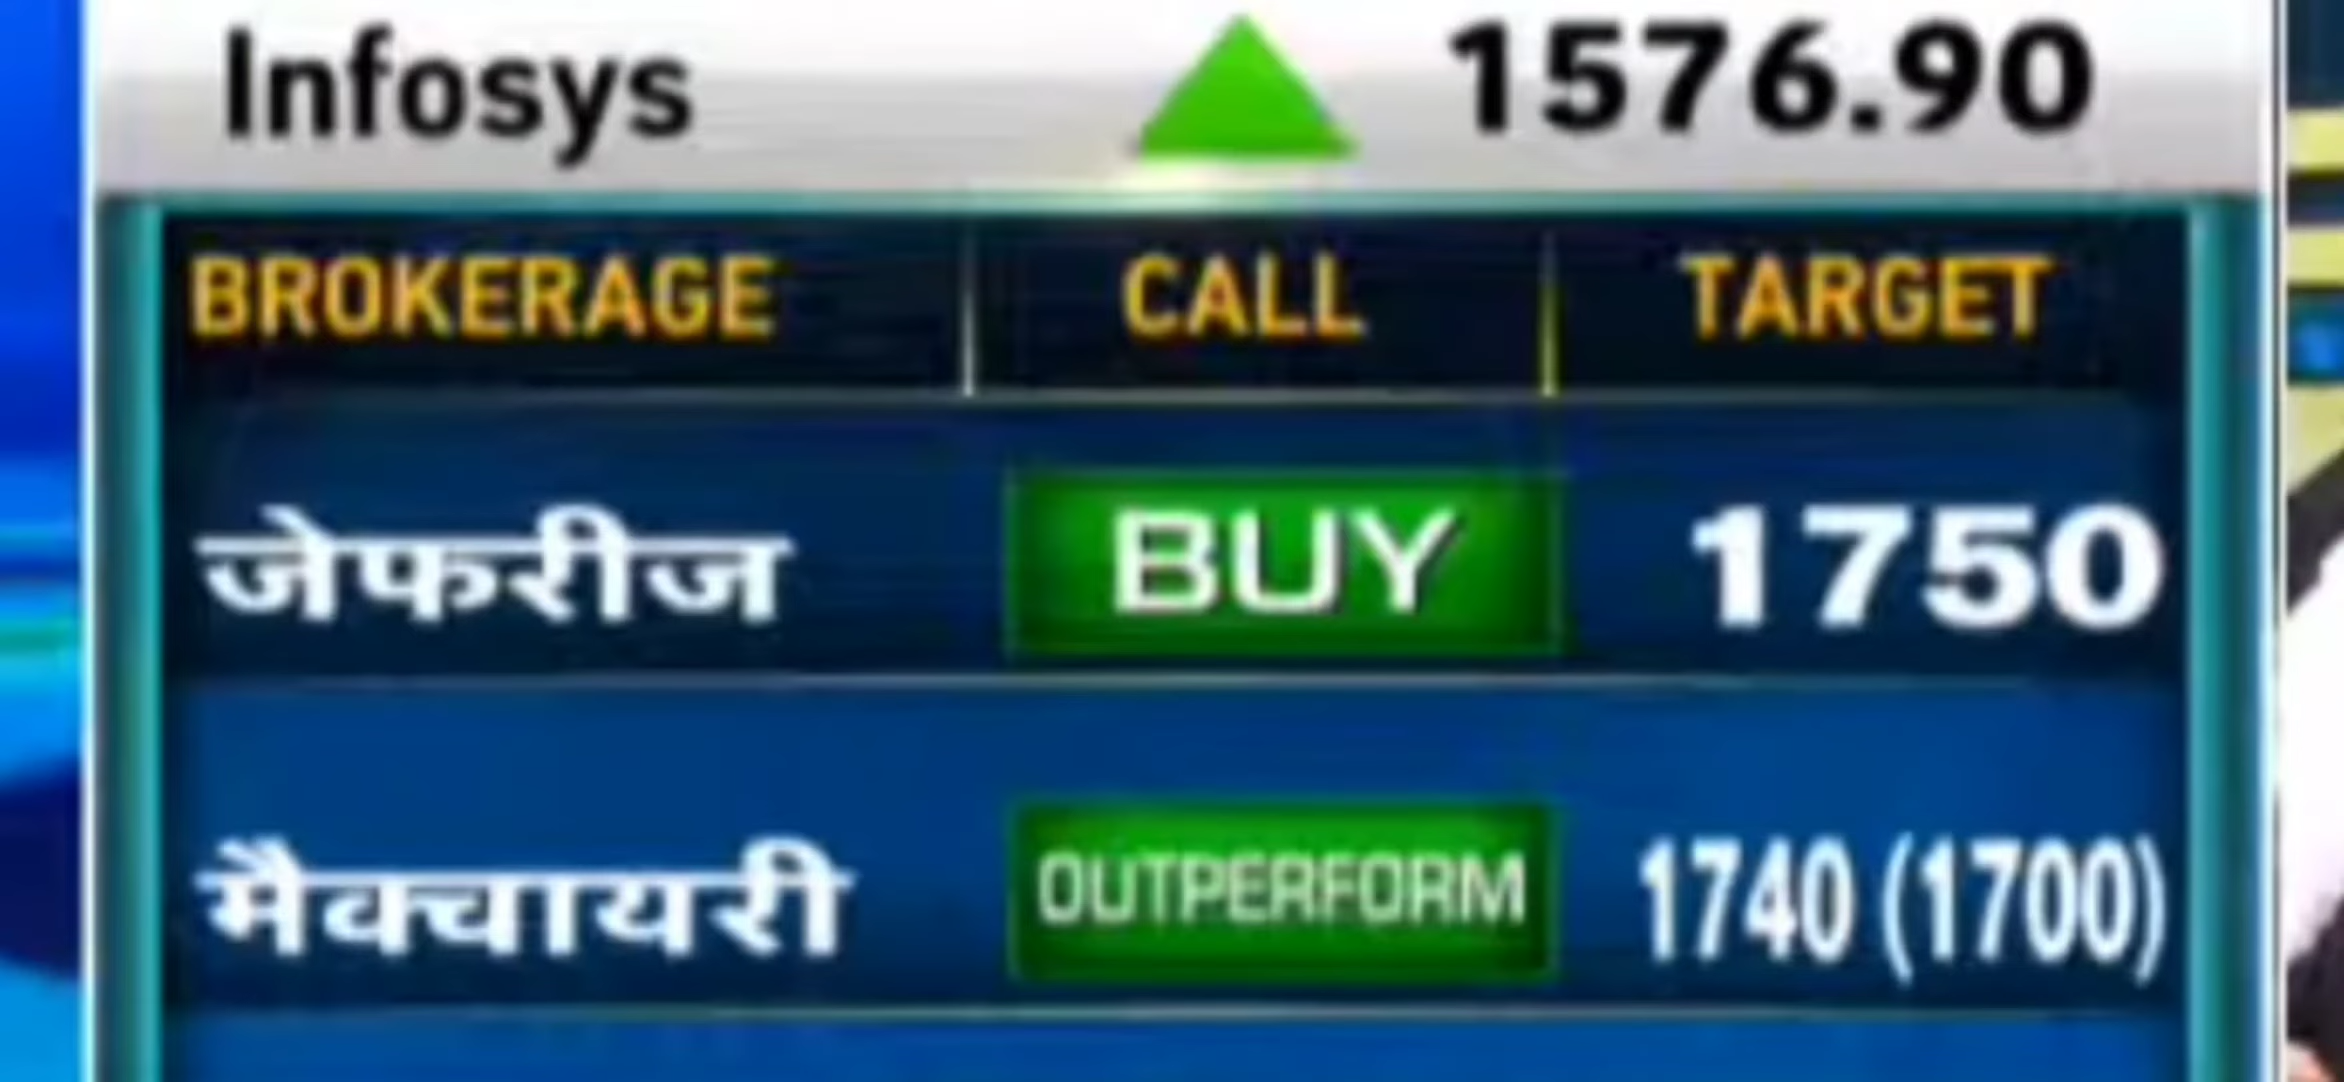 Infosys 1576.90
BROKERAGE CALL TARGET
जेफरीज BUY 1750
मैक्वायरी OUTPERFORM 1740 (1700)